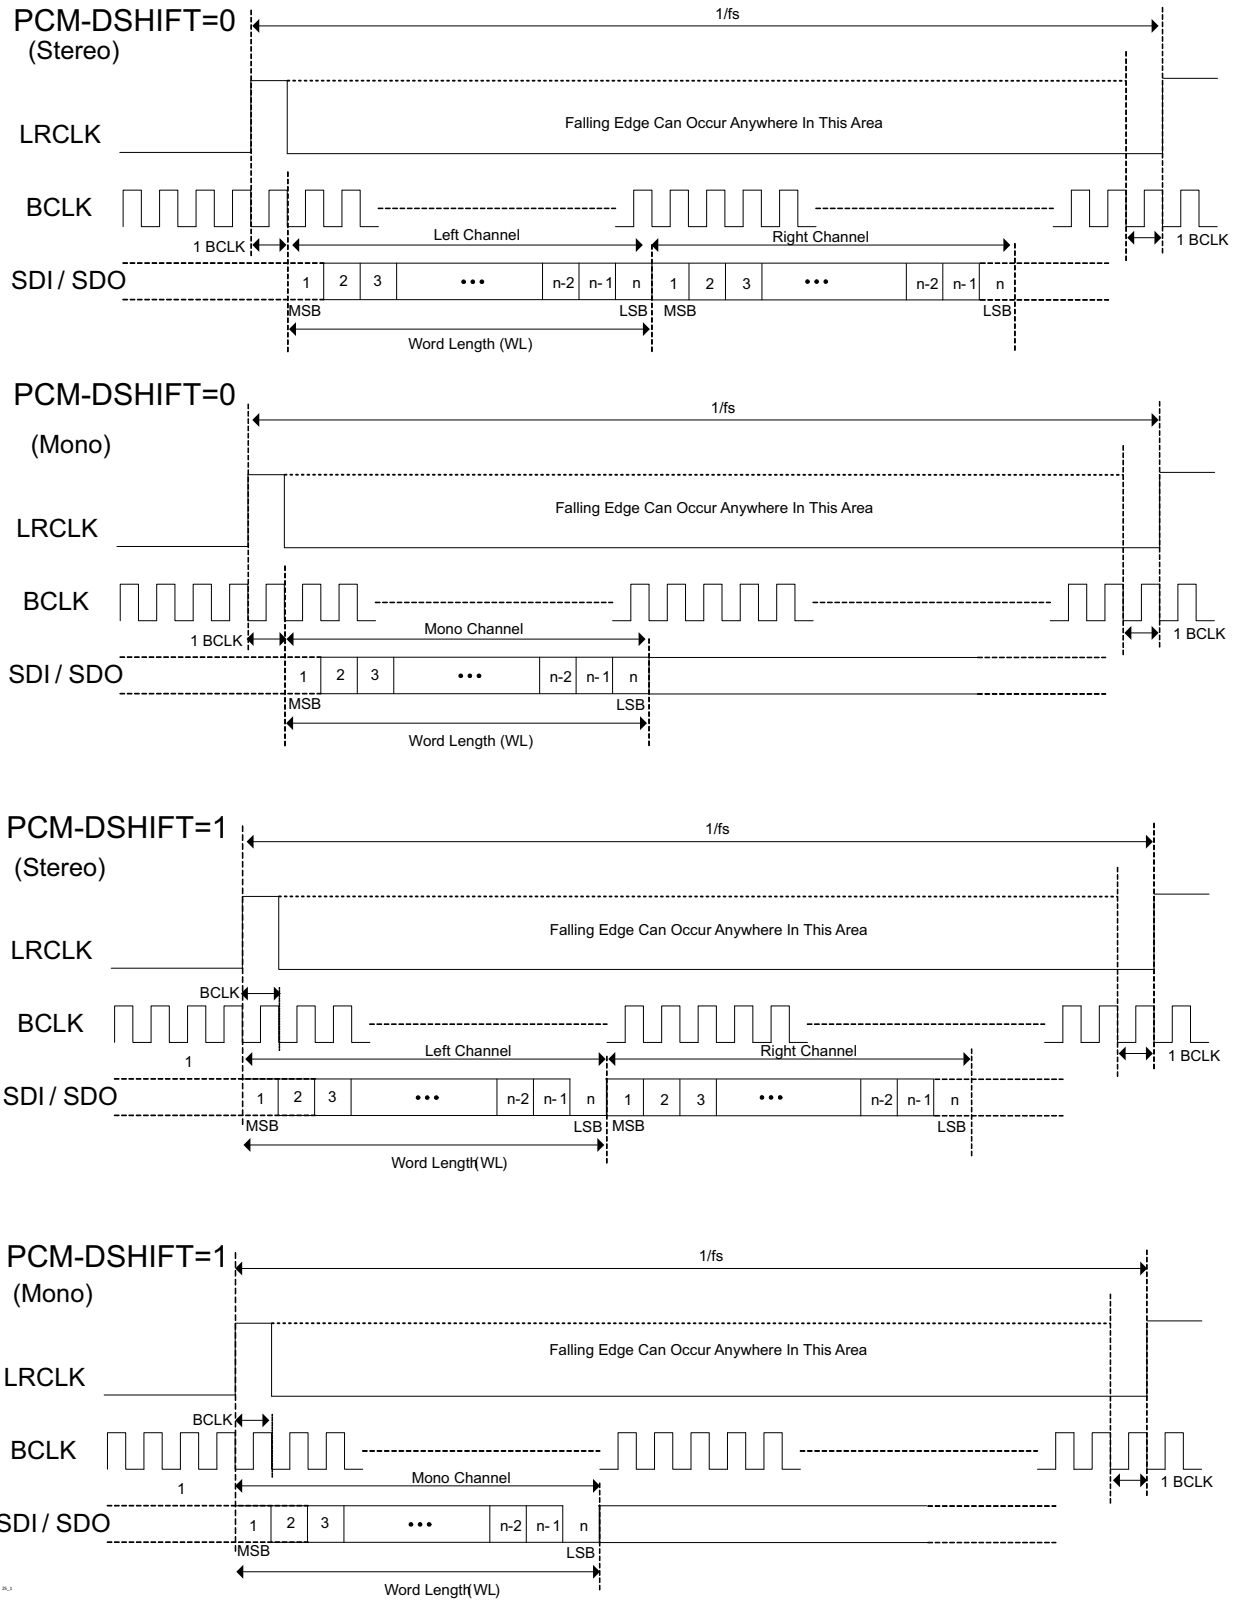 PCM-DSHIFT=0
(Stereo)
1/fs
LRCLK
Falling Edge Can Occur Anywhere In This Area
BCLK
1 BCLK
Left Channel
Right Channel
1 BCLK
SDI / SDO
1 2 3 ••• n-2 n-1 n 1 2 3 ••• n-2 n-1 n
MSB LSB MSB LSB
Word Length (WL)
PCM-DSHIFT=0
(Mono)
1/fs
LRCLK
Falling Edge Can Occur Anywhere In This Area
BCLK
1 BCLK
Mono Channel
1 BCLK
SDI / SDO
1 2 3 ••• n-2 n-1 n
MSB LSB
Word Length (WL)
PCM-DSHIFT=1
(Stereo)
1/fs
LRCLK
Falling Edge Can Occur Anywhere In This Area
BCLK
BCLK
1
Left Channel
Right Channel
1 BCLK
SDI / SDO
1 2 3 ••• n-2 n-1 n 1 2 3 ••• n-2 n-1 n
MSB LSB MSB LSB
Word Length(WL)
PCM-DSHIFT=1
(Mono)
1/fs
LRCLK
Falling Edge Can Occur Anywhere In This Area
BCLK
BCLK
1
Mono Channel
1 BCLK
SDI / SDO
1 2 3 ••• n-2 n-1 n
MSB LSB
Word Length(WL)